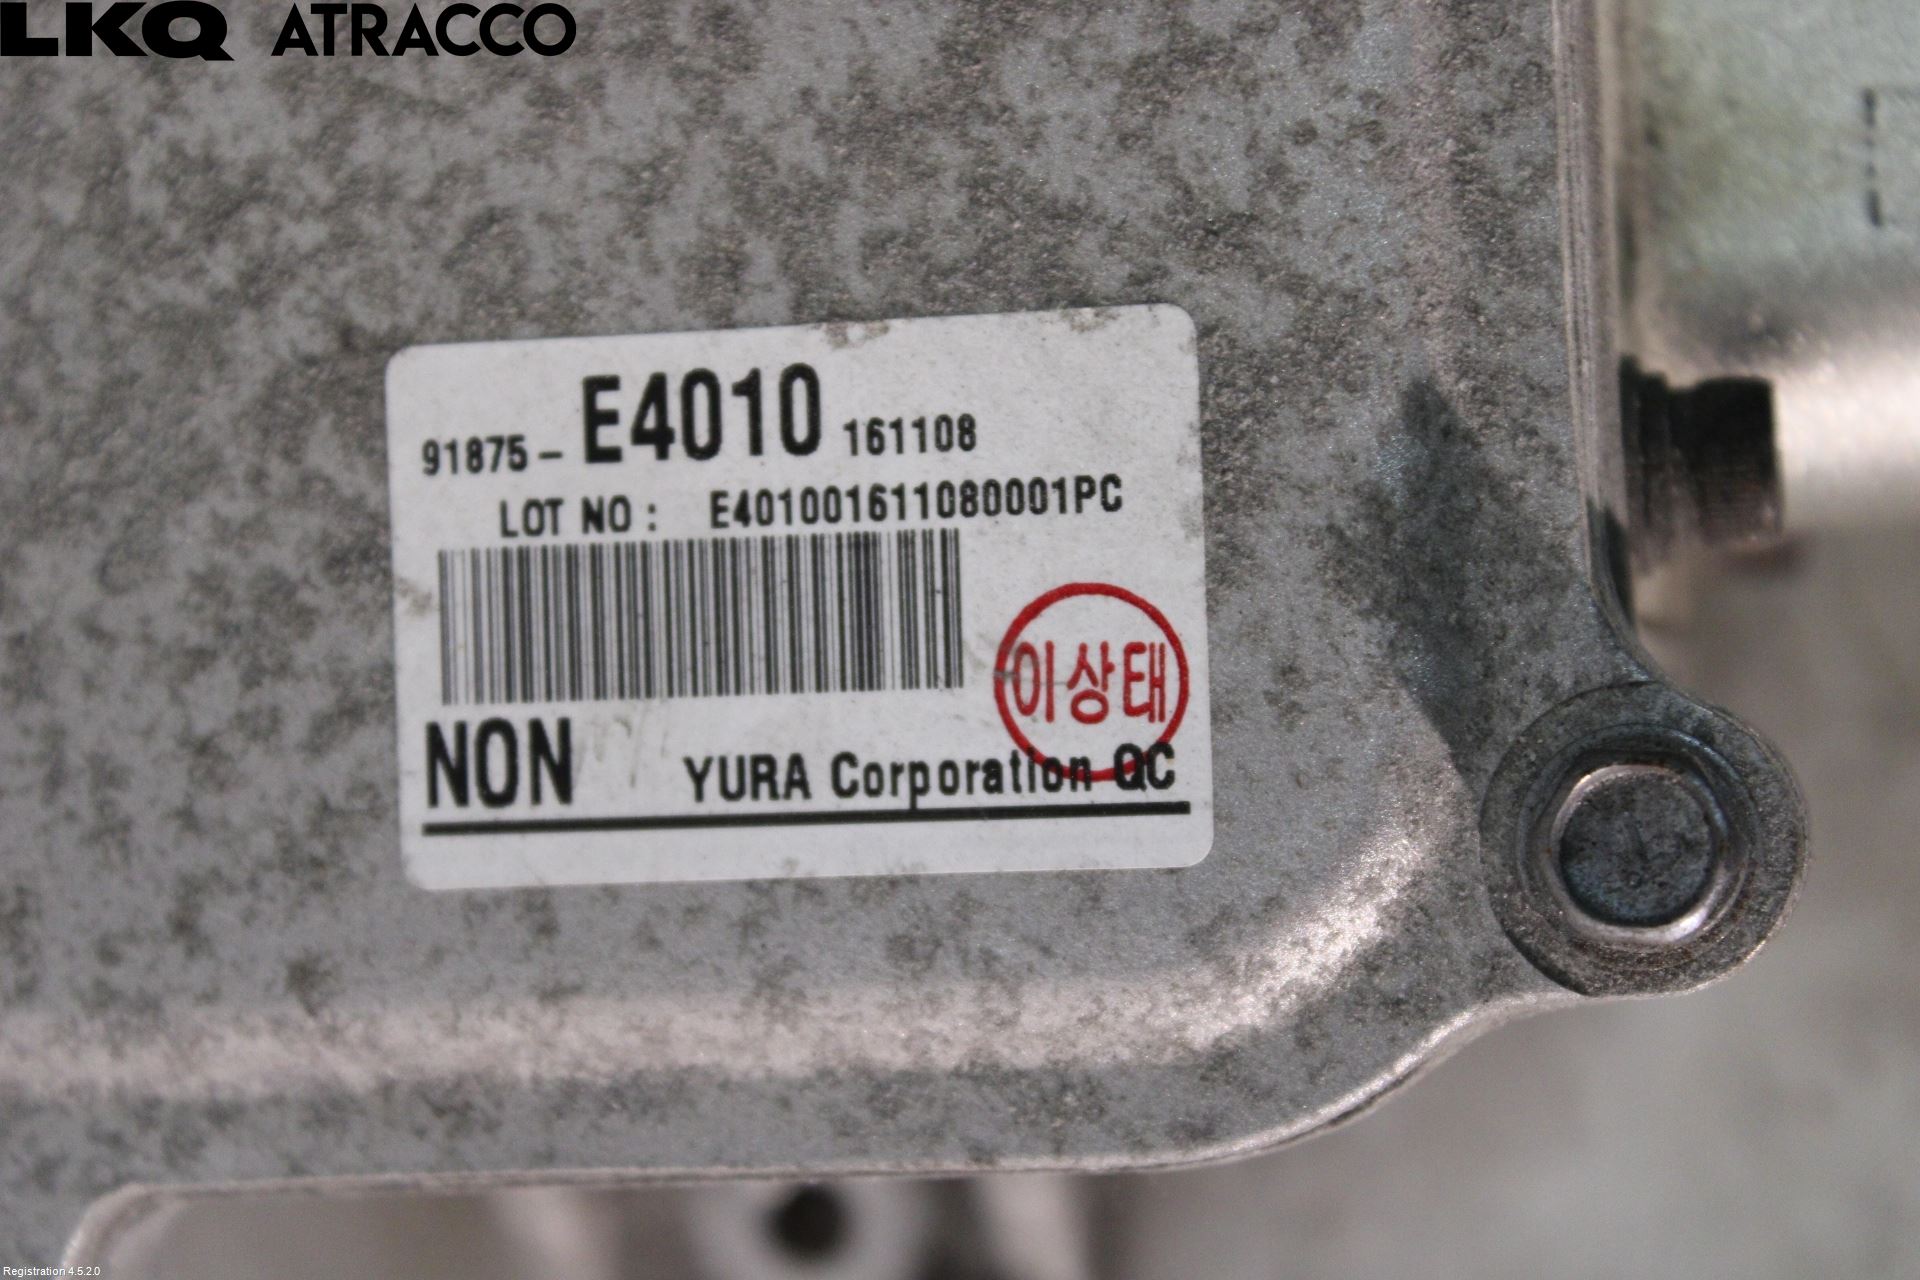 LKQ ATRACCO
91875- E4010 161108
LOT NO : E401001611080001PC
이상태
NON YURA Corporation QC
Registration 4.5.2.0